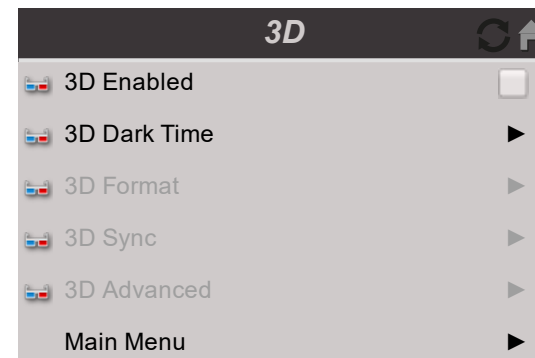 3D
3D Enabled
3D Dark Time
3D Format
3D Sync
3D Advanced
Main Menu